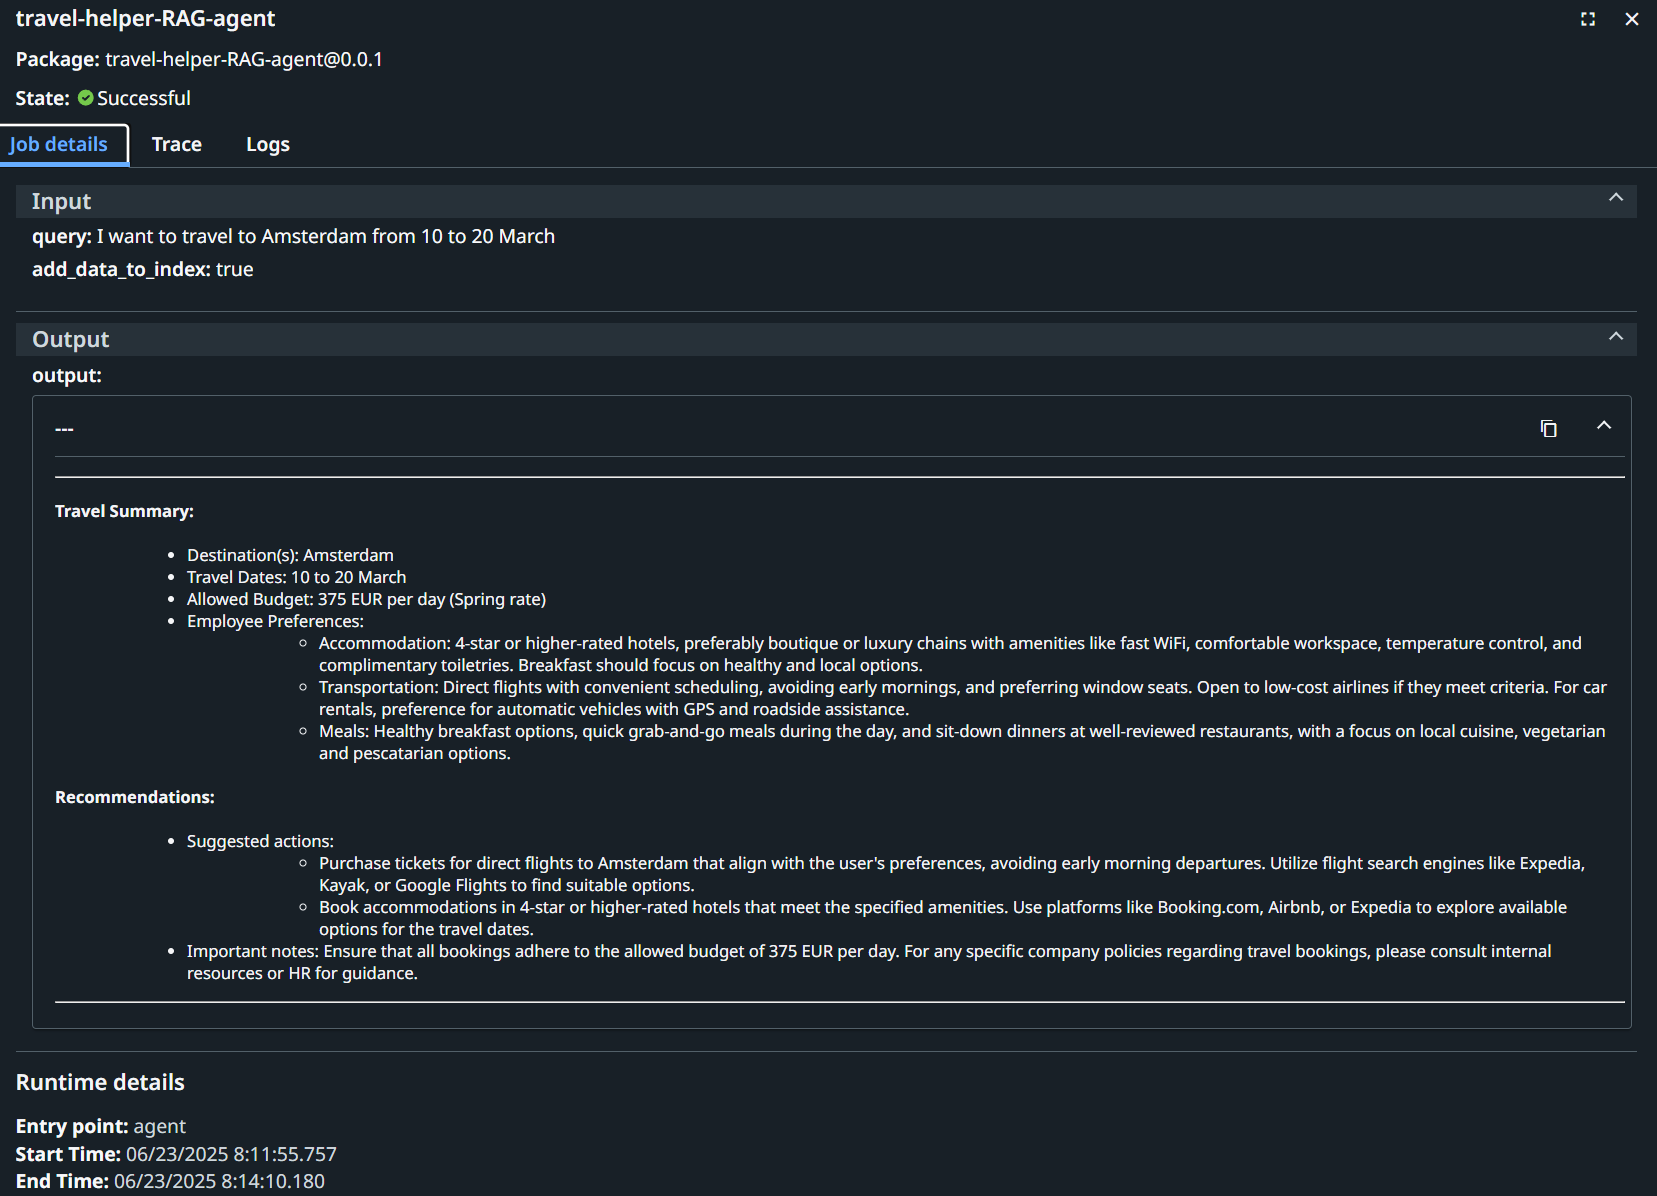 travel-helper-RAG-agent
Package: travel-helper-RAG-agent@0.0.1
State: Successful
Job details Trace Logs
Input
query: I want to travel to Amsterdam from 10 to 20 March
add_data_to_index: true
Output
output:
---
Travel Summary:
• Destination(s): Amsterdam
• Travel Dates: 10 to 20 March
• Allowed Budget: 375 EUR per day (Spring rate)
• Employee Preferences:
◦ Accommodation: 4-star or higher-rated hotels, preferably boutique or luxury chains with amenities like fast WiFi, comfortable workspace, temperature control, and
complimentary toiletries. Breakfast should focus on healthy and local options.
◦ Transportation: Direct flights with convenient scheduling, avoiding early mornings, and preferring window seats. Open to low-cost airlines if they meet criteria. For car
rentals, preference for automatic vehicles with GPS and roadside assistance.
◦ Meals: Healthy breakfast options, quick grab-and-go meals during the day, and sit-down dinners at well-reviewed restaurants, with a focus on local cuisine, vegetarian
and pescatarian options.
Recommendations:
• Suggested actions:
◦ Purchase tickets for direct flights to Amsterdam that align with the user's preferences, avoiding early morning departures. Utilize flight search engines like Expedia,
Kayak, or Google Flights to find suitable options.
◦ Book accommodations in 4-star or higher-rated hotels that meet the specified amenities. Use platforms like Booking.com, Airbnb, or Expedia to explore available
options for the travel dates.
• Important notes: Ensure that all bookings adhere to the allowed budget of 375 EUR per day. For any specific company policies regarding travel bookings, please consult internal
resources or HR for guidance.
Runtime details
Entry point: agent
Start Time: 06/23/2025 8:11:55.757
End Time: 06/23/2025 8:14:10.180